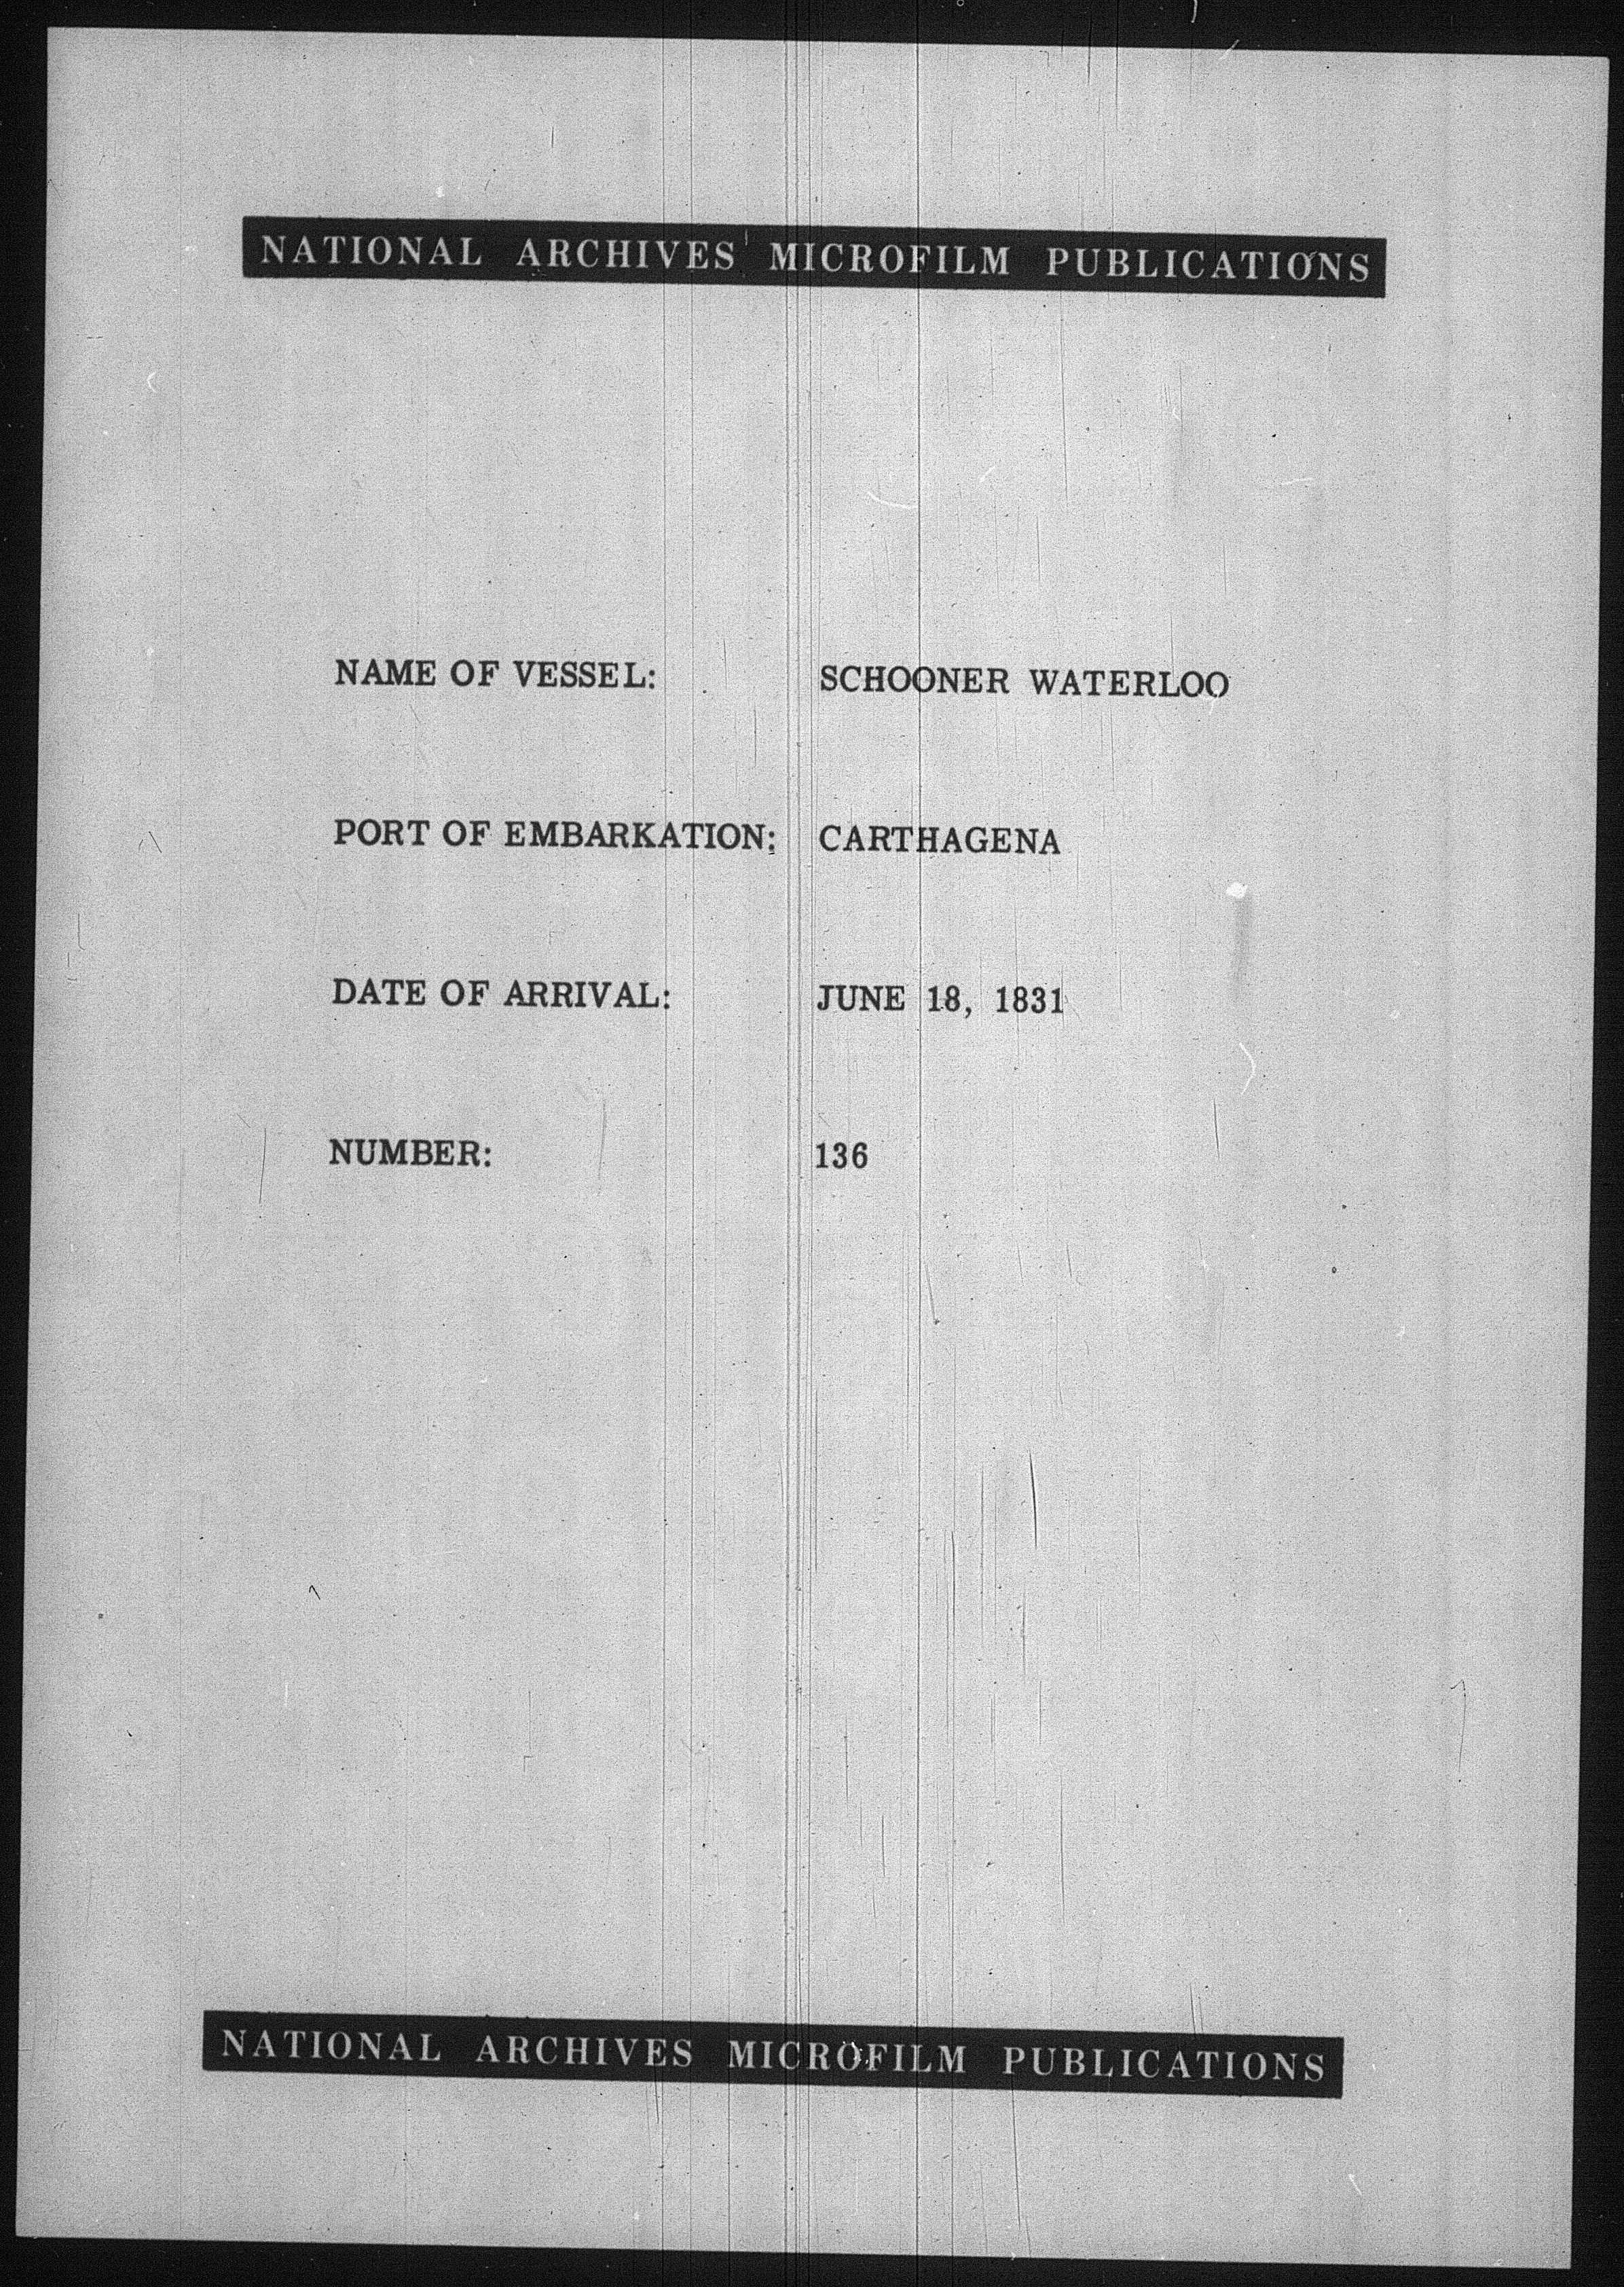 NATIONAL ARCHIVES MICROFILM PUBLICATIONS
NAME OF VESSEL: SCHOONER WATERLOO
PORT OF EMBARKATION: CARTHAGENA
DATE OF ARRIVAL: JUNE 18, 1831
NUMBER: 136
NATIONAL ARCHIVES MICROFILM PUBLICATIONS